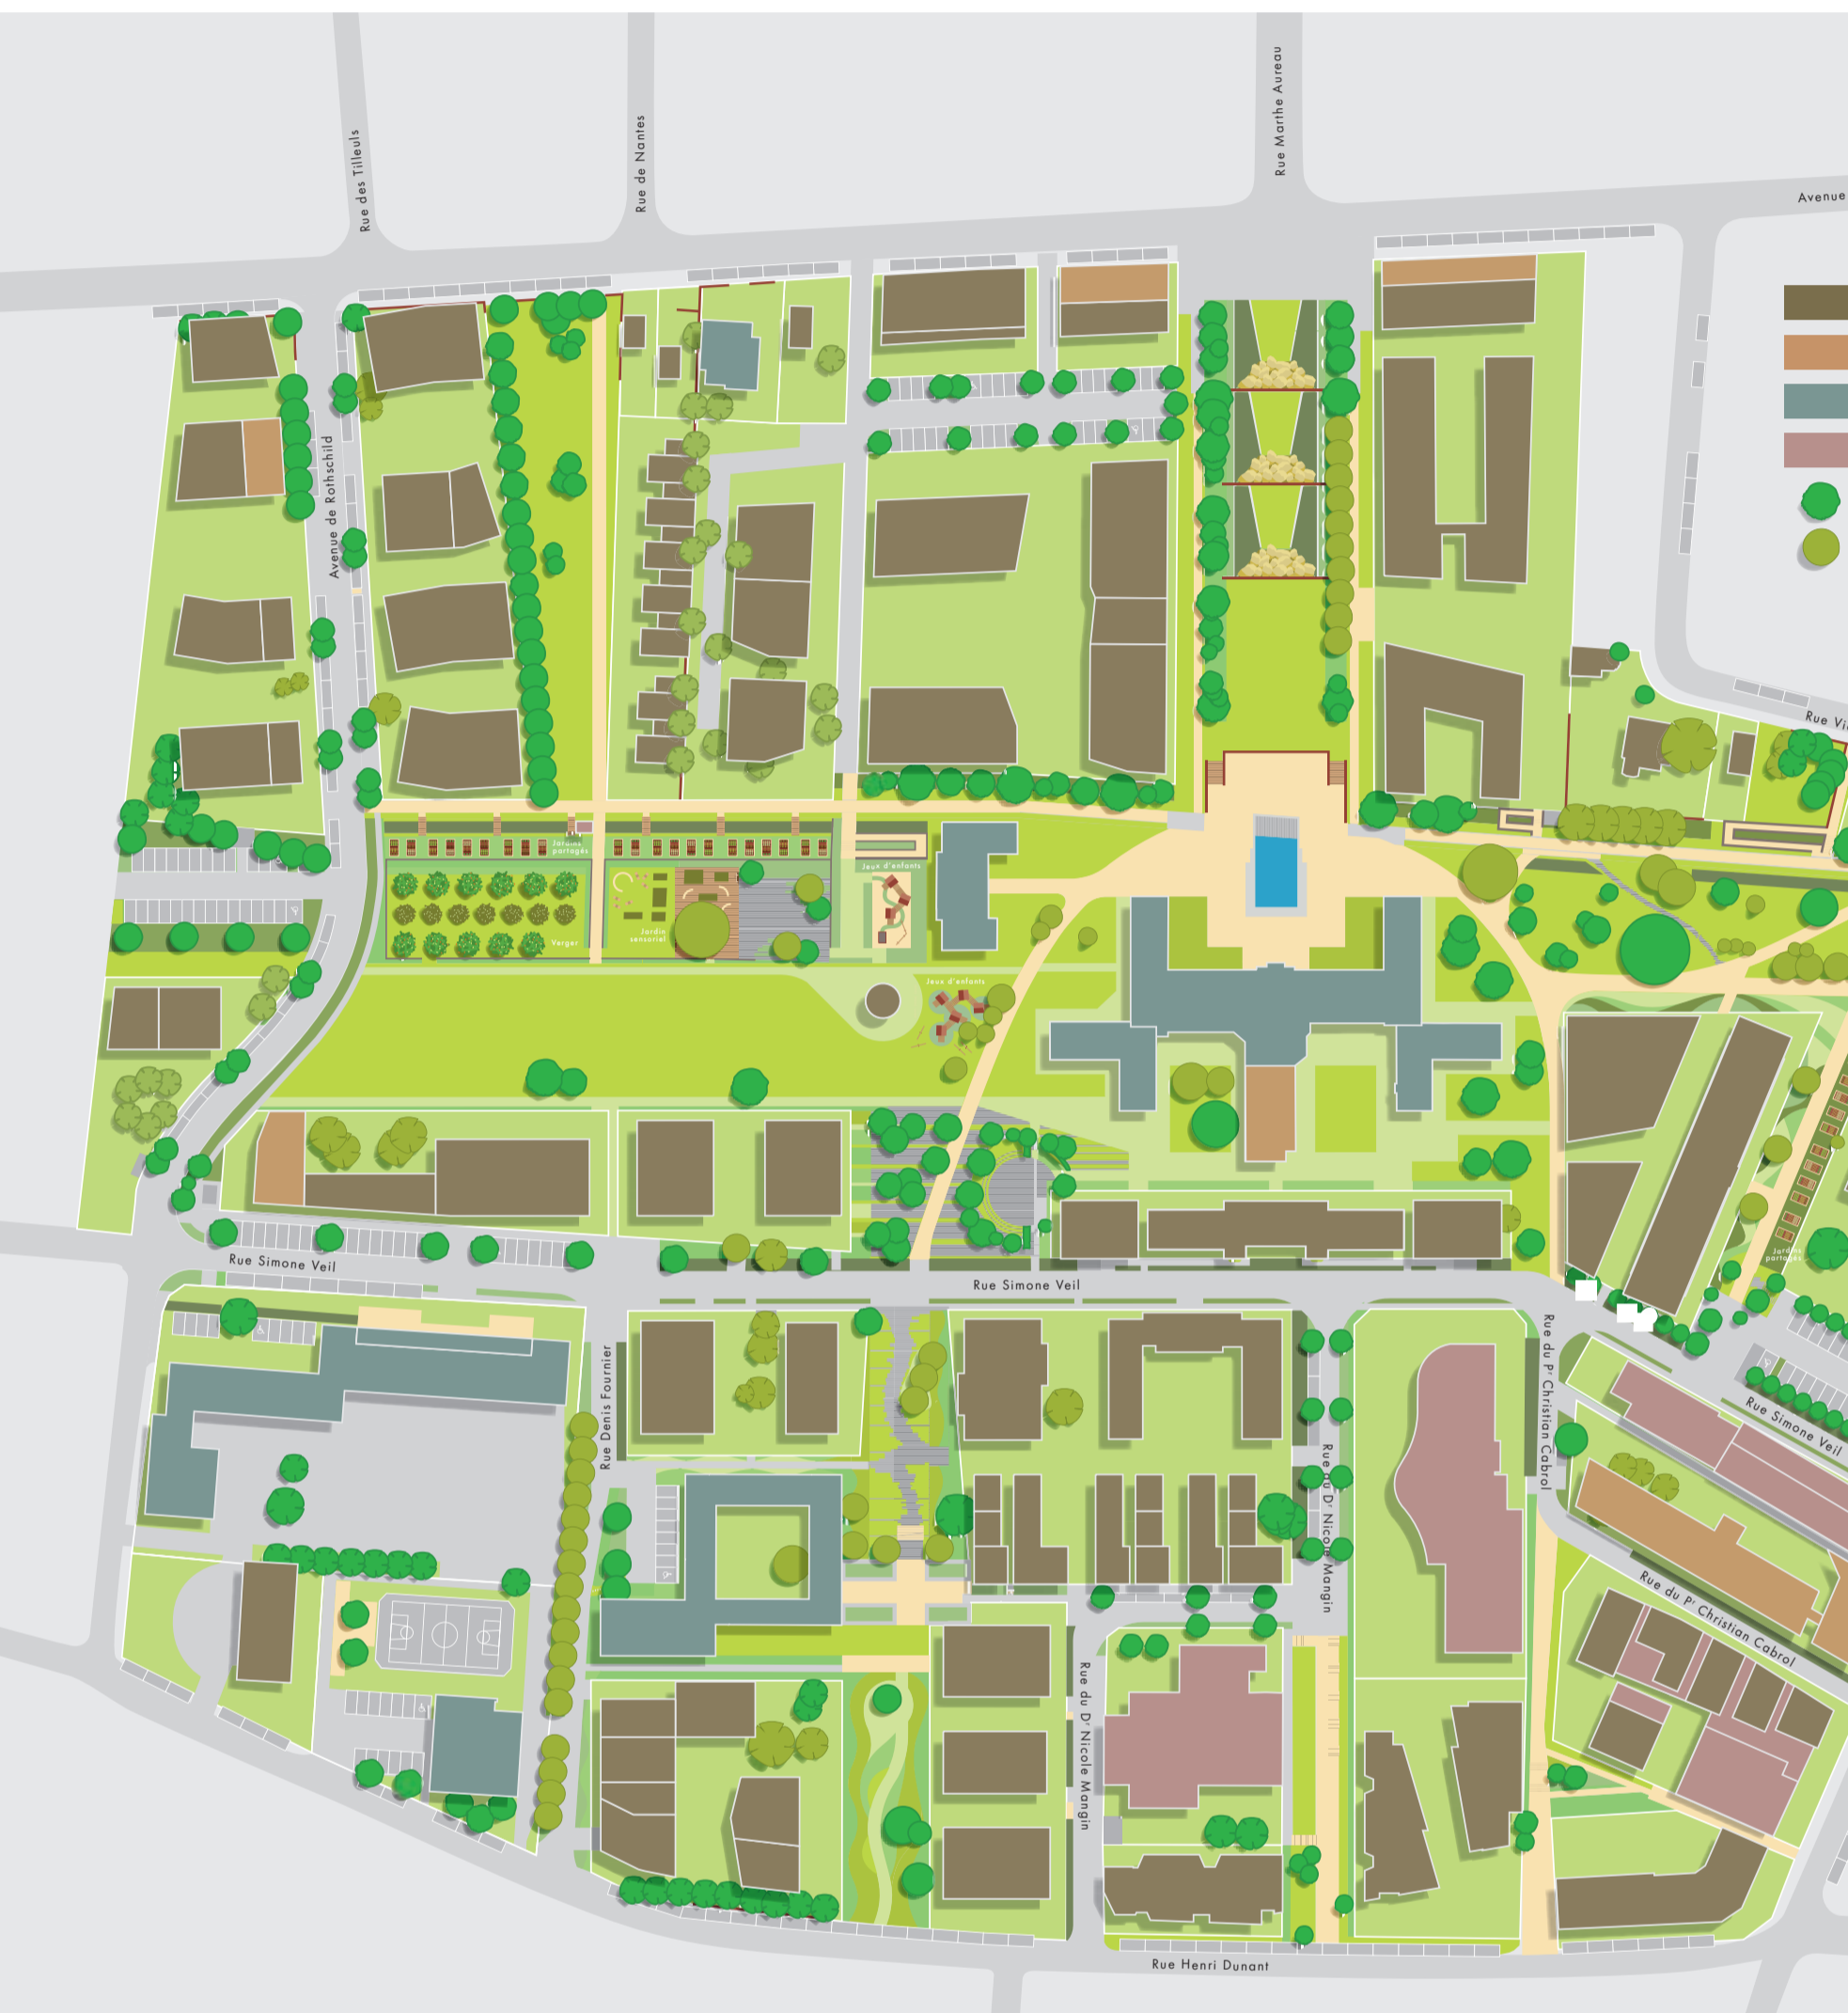 Rue des Tilleuls
Rue de Nantes
Rue Marthe Aureau
Avenue
Avenue de Rothschild
Rue Vi
Jardins
partagés
Jeux d'enfants
Jardin
sensoriel
Verger
Jeux d'enfants
Jardins
partagés
Rue Simone Veil
Rue Simone Veil
Rue Denis Fournier
Rue du Dr Nicole Mangin
Rue du Pr Christian Cabrol
Rue Simone Veil
Rue du Pr Christian Cabrol
Rue du Dr Nicole Mangin
Rue Henri Dunant